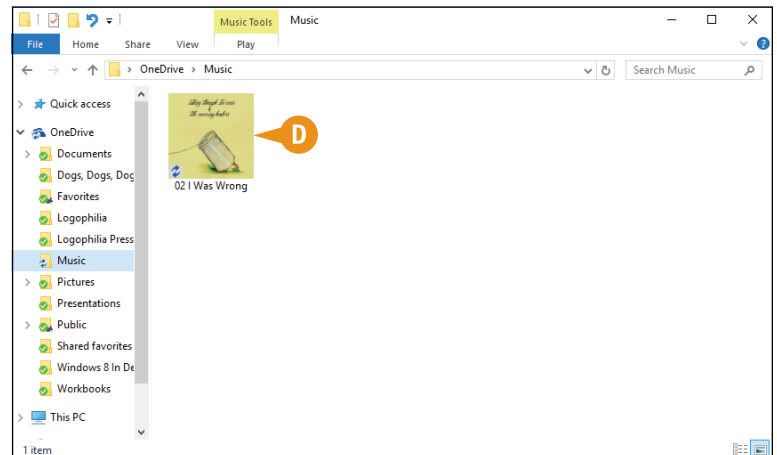 Music Tools Music
File Home Share View Play
OneDrive > Music
Search Music
Quick access
OneDrive
Documents
Dogs, Dogs, Dog
Favorites
Logophilia
Logophilia Press
Music
Pictures
Presentations
Public
Shared favorites
Windows 8 In De
Workbooks
This PC
D
02 I Was Wrong
1 item